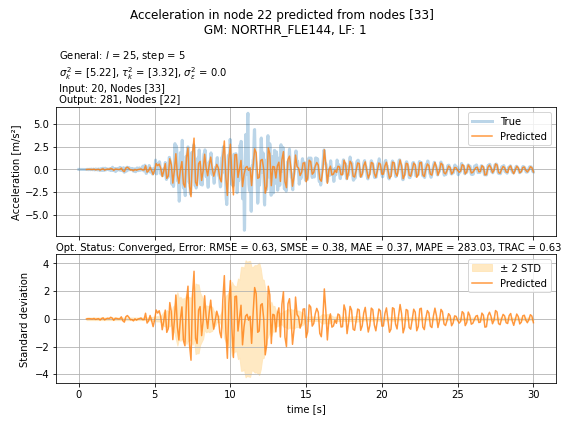 Acceleration in node 22 predicted from nodes [33]
GM: NORTHR_FLE144, LF: 1
General: l = 25, step = 5
σ²ₖ = [5.22], τ²ₖ = [3.32], σ²ε = 0.0
Input: 20, Nodes [33]
Output: 281, Nodes [22]
Acceleration [m/s²]
5.0
2.5
0.0
−2.5
−5.0
True
Predicted
Opt. Status: Converged, Error: RMSE = 0.63, SMSE = 0.38, MAE = 0.37, MAPE = 283.03, TRAC = 0.63
Standard deviation
4
2
0
−2
−4
± 2 STD
Predicted
0 5 10 15 20 25 30
time [s]